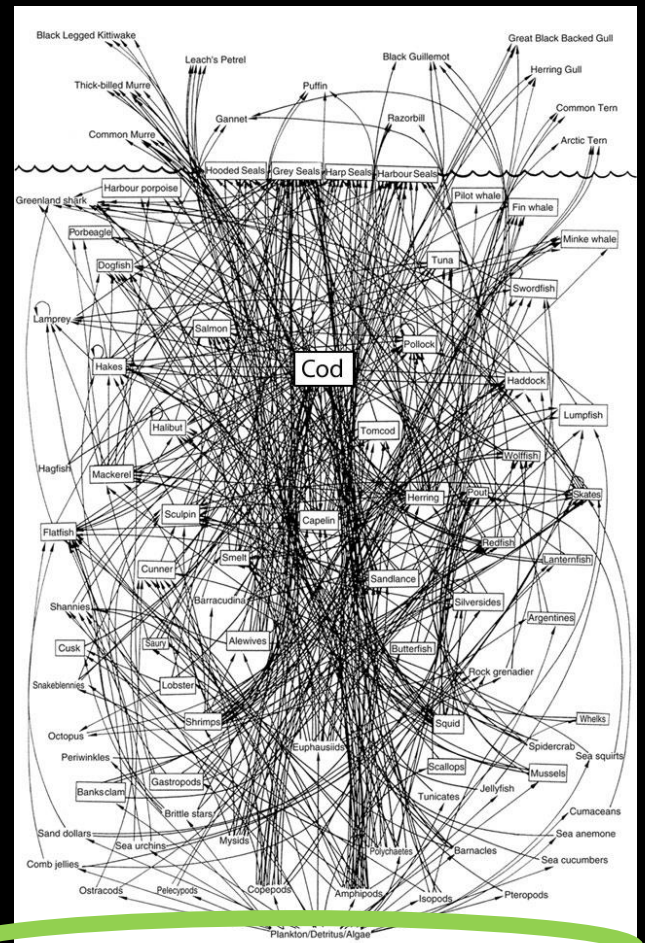 Black Legged Kittiwake
Great Black Backed Gull
Leach's Petrel
Black Guillemot
Herring Gull
Thick-billed Murre
Puffin
Common Tern
Gannet
Razorbill
Common Murre
Arctic Tern
Hooded Seals
Grey Seals
Harp Seals
Harbour Seals
Harbour porpoise
Pilot whale
Greenland shark
Fin whale
Porbeagle
Minke whale
Dogfish
Tuna
Swordfish
Lamprey
Salmon
Pollock
Hakes
Cod
Haddock
Lumpfish
Halibut
Tomcod
Wolffish
Hagfish
Mackerel
Herring
Pout
Skates
Sculpin
Capelin
Flatfish
Redfish
Smelt
Lanternfish
Cunner
Sandlance
Barracudina
Silversides
Shannies
Argentines
Saury
Alewives
Cusk
Butterfish
Rock grenadier
Snakeblennies
Lobster
Shrimps
Squid
Whelks
Octopus
Euphausiids
Spidercrab
Periwinkles
Sea squirts
Scallops
Gastropods
Mussels
Banksclam
Jellyfish
Tunicates
Brittle stars
Cumaceans
Sand dollars
Mysids
Sea anemone
Sea urchins
Polychaetes
Barnacles
Comb jellies
Sea cucumbers
Ostracods
Pelecypods
Copepods
Amphipods
Isopods
Pteropods
Plankton/Detritus/Algae